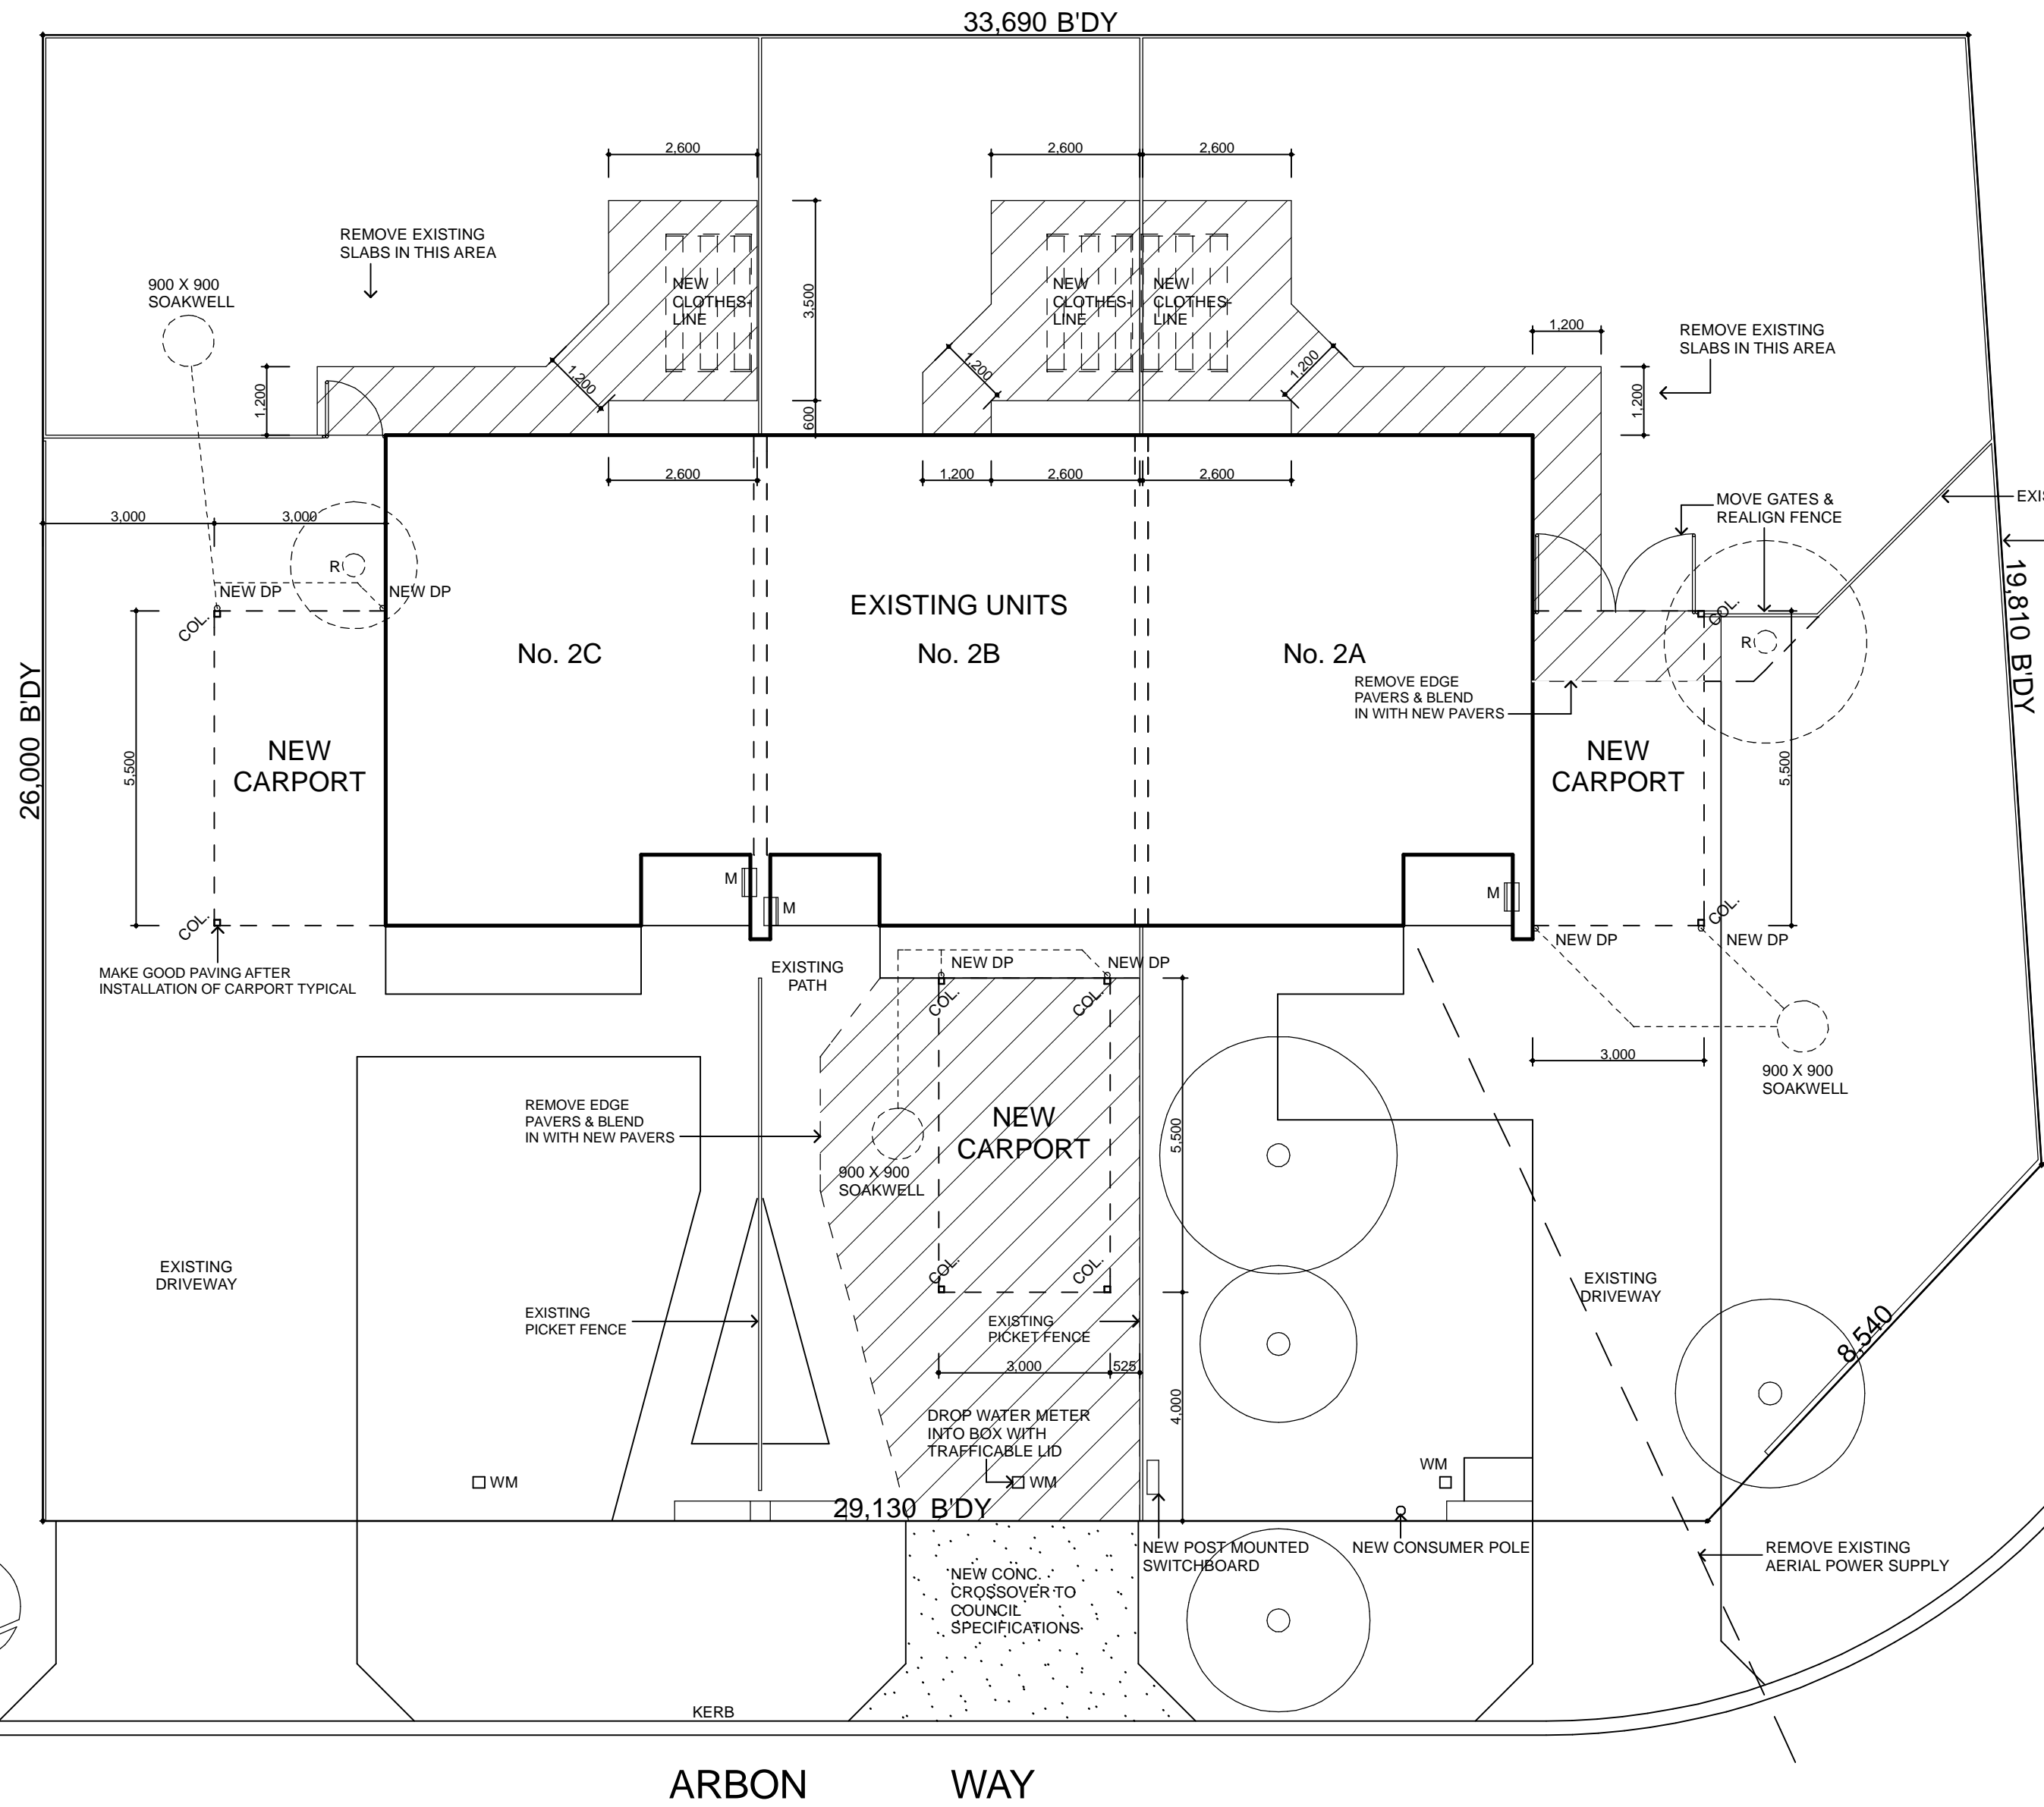 33,690 B'DY
2,600
2,600
2,600
REMOVE EXISTING
SLABS IN THIS AREA
900 X 900
SOAKWELL
NEW
CLOTHES-
LINE
3,500
NEW
CLOTHES-
LINE
NEW
CLOTHES-
LINE
1,200
REMOVE EXISTING
SLABS IN THIS AREA
1,200
1,200
1,200
1,200
1,200
600
2,600
1,200
2,600
2,600
3,000
3,000
MOVE GATES &
REALIGN FENCE
EXIS
R
NEW DP
NEW DP
COL.
EXISTING UNITS
No. 2C
No. 2B
No. 2A
COL.
R
19,810 B'DY
REMOVE EDGE
PAVERS & BLEND
IN WITH NEW PAVERS
26,000 B'DY
5,500
NEW
CARPORT
NEW
CARPORT
5,500
M
M
M
COL.
COL.
MAKE GOOD PAVING AFTER
INSTALLATION OF CARPORT TYPICAL
EXISTING
PATH
NEW DP
NEW DP
NEW DP
NEW DP
COL.
COL.
3,000
900 X 900
SOAKWELL
REMOVE EDGE
PAVERS & BLEND
IN WITH NEW PAVERS
NEW
CARPORT
5,500
900 X 900
SOAKWELL
EXISTING
DRIVEWAY
COL.
COL.
EXISTING
DRIVEWAY
EXISTING
PICKET FENCE
EXISTING
PICKET FENCE
8,540
3,000
525
4,000
DROP WATER METER
INTO BOX WITH
TRAFFICABLE LID
WM
WM
WM
29,130 B'DY
NEW POST MOUNTED
SWITCHBOARD
NEW CONSUMER POLE
REMOVE EXISTING
AERIAL POWER SUPPLY
NEW CONC.
CROSSOVER TO
COUNCIL
SPECIFICATIONS
KERB
ARBON WAY